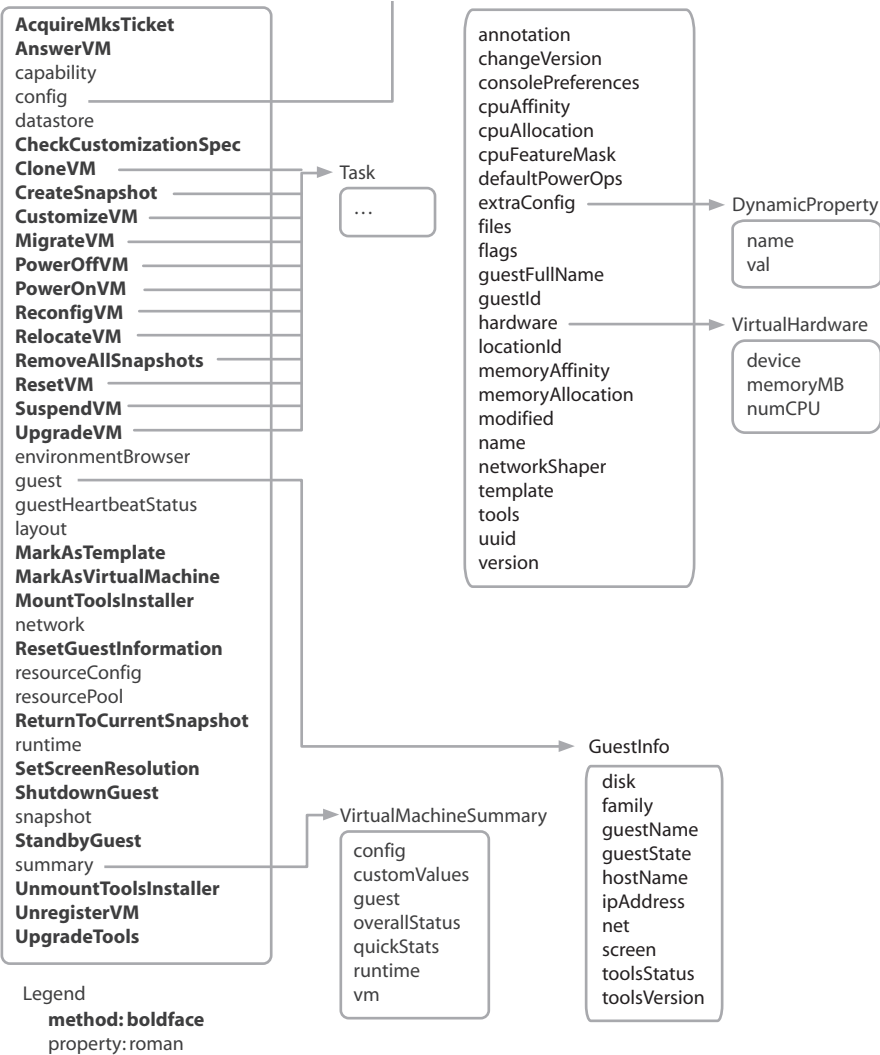 AcquireMksTicket
AnswerVM
capability
config
datastore
CheckCustomizationSpec
CloneVM
CreateSnapshot
CustomizeVM
MigrateVM
PowerOffVM
PowerOnVM
ReconfigVM
RelocateVM
RemoveAllSnapshots
ResetVM
SuspendVM
UpgradeVM
environmentBrowser
guest
guestHeartbeatStatus
layout
MarkAsTemplate
MarkAsVirtualMachine
MountToolsInstaller
network
ResetGuestInformation
resourceConfig
resourcePool
ReturnToCurrentSnapshot
runtime
SetScreenResolution
ShutdownGuest
snapshot
StandbyGuest
summary
UnmountToolsInstaller
UnregisterVM
UpgradeTools
Task
...
annotation
changeVersion
consolePreferences
cpuAffinity
cpuAllocation
cpuFeatureMask
defaultPowerOps
extraConfig
files
flags
guestFullName
guestId
hardware
locationId
memoryAffinity
memoryAllocation
modified
name
networkShaper
template
tools
uuid
version
DynamicProperty
name
val
VirtualHardware
device
memoryMB
numCPU
VirtualMachineSummary
config
customValues
guest
overallStatus
quickStats
runtime
vm
GuestInfo
disk
family
guestName
guestState
hostName
ipAddress
net
screen
toolsStatus
toolsVersion
Legend
method: boldface
property: roman